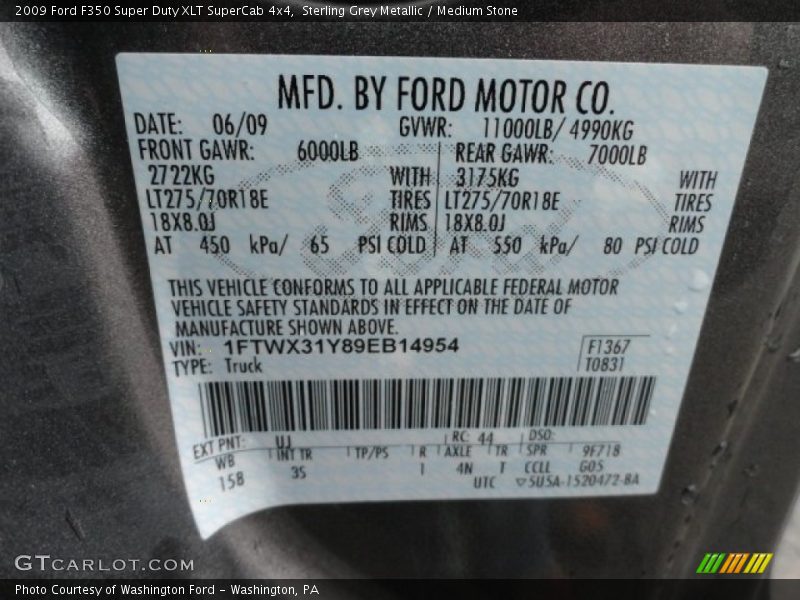 2009 Ford F350 Super Duty XLT SuperCab 4x4, Sterling Grey Metallic / Medium Stone
MFD. BY FORD MOTOR CO.
DATE: 06/09 GVWR: 11000LB/ 4990KG
FRONT GAWR: 6000LB REAR GAWR: 7000LB
2722KG WITH 3175KG WITH
LT275/70R18E TIRES LT275/70R18E TIRES
18X8.0J RIMS 18X8.0J RIMS
AT 450 kPa/ 65 PSI COLD AT 550 kPa/ 80 PSI COLD
THIS VEHICLE CONFORMS TO ALL APPLICABLE FEDERAL MOTOR
VEHICLE SAFETY STANDARDS IN EFFECT ON THE DATE OF
MANUFACTURE SHOWN ABOVE.
VIN: 1FTWX31Y89EB14954 F1367
TYPE: Truck T0831
EXT PNT: UJ RC: 44 DSO:
WB INT TR TP/PS R AXLE TR SPR 9F718
158 3S 1 4N T CCLL G05
UTC ▽5U5A-1520472-BA
GTCARLOT.COM
Photo Courtesy of Washington Ford - Washington, PA